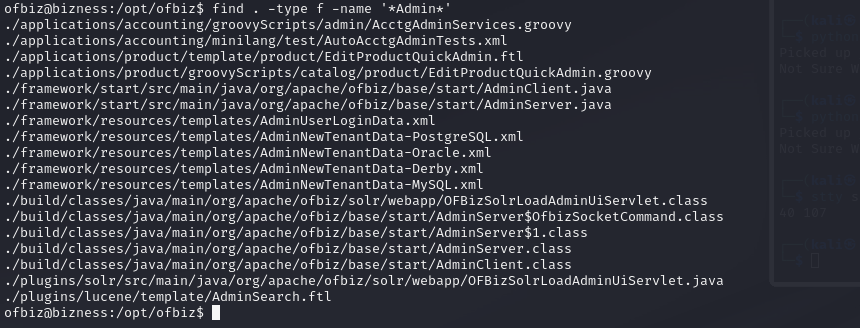 ofbiz@bizness:/opt/ofbiz$ find . -type f -name '*Admin*'
./applications/accounting/groovyScripts/admin/AcctgAdminServices.groovy
./applications/accounting/minilang/test/AutoAcctgAdminTests.xml
./applications/product/template/product/EditProductQuickAdmin.ftl
./applications/product/groovyScripts/catalog/product/EditProductQuickAdmin.groovy
./framework/start/src/main/java/org/apache/ofbiz/base/start/AdminClient.java
./framework/start/src/main/java/org/apache/ofbiz/base/start/AdminServer.java
./framework/resources/templates/AdminUserLoginData.xml
./framework/resources/templates/AdminNewTenantData-PostgreSQL.xml
./framework/resources/templates/AdminNewTenantData-Oracle.xml
./framework/resources/templates/AdminNewTenantData-Derby.xml
./framework/resources/templates/AdminNewTenantData-MySQL.xml
./build/classes/java/main/org/apache/ofbiz/solr/webapp/OFBizSolrLoadAdminUiServlet.class
./build/classes/java/main/org/apache/ofbiz/base/start/AdminServer$OfbizSocketCommand.class
./build/classes/java/main/org/apache/ofbiz/base/start/AdminServer$1.class
./build/classes/java/main/org/apache/ofbiz/base/start/AdminServer.class
./build/classes/java/main/org/apache/ofbiz/base/start/AdminClient.class
./plugins/solr/src/main/java/org/apache/ofbiz/solr/webapp/OFBizSolrLoadAdminUiServlet.java
./plugins/lucene/template/AdminSearch.ftl
ofbiz@bizness:/opt/ofbiz$
Picked up
Not Sure
Picked up
Not Sure